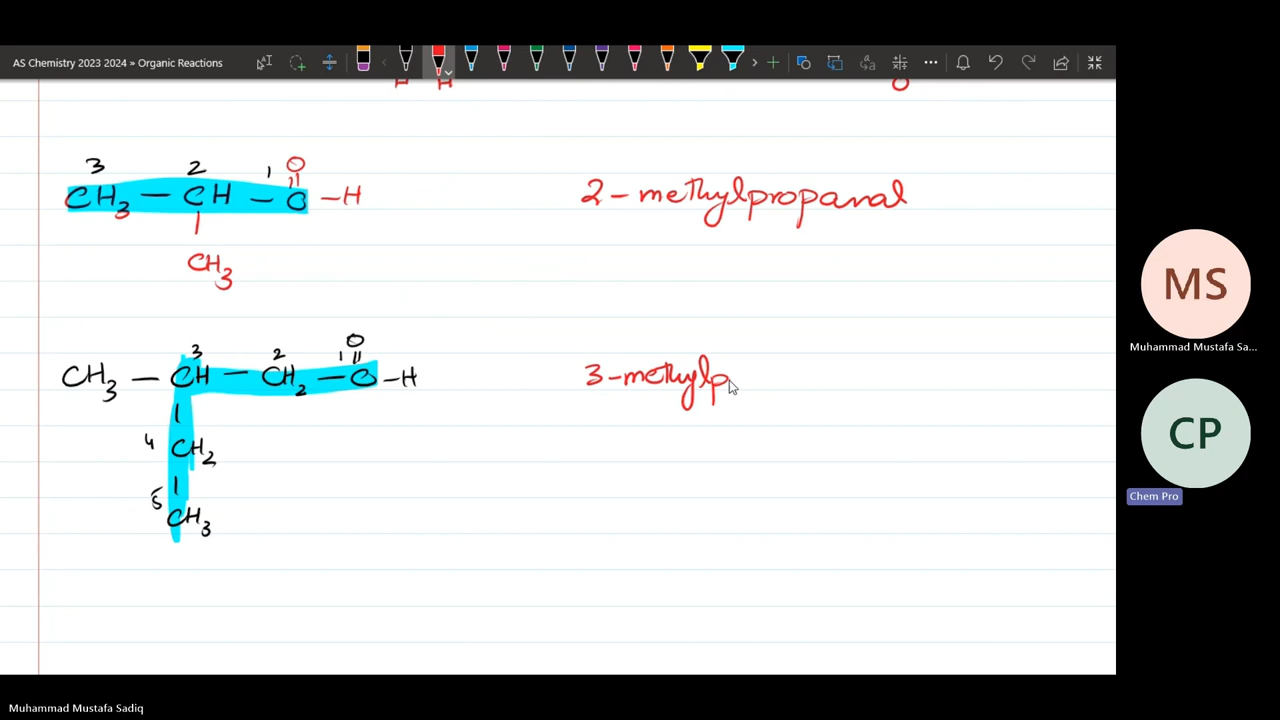 AS Chemistry 2023 2024 » Organic Reactions
H H O
3 2 1 O
CH3 — CH — C — H 2 - methylpropanal
CH3
MS
Muhammad Mustafa Sa...
3 2 1 O
CH3 — CH — CH2 — C — H 3-methylp
4 CH2
5 CH3
CP
Chem Pro
Muhammad Mustafa Sadiq